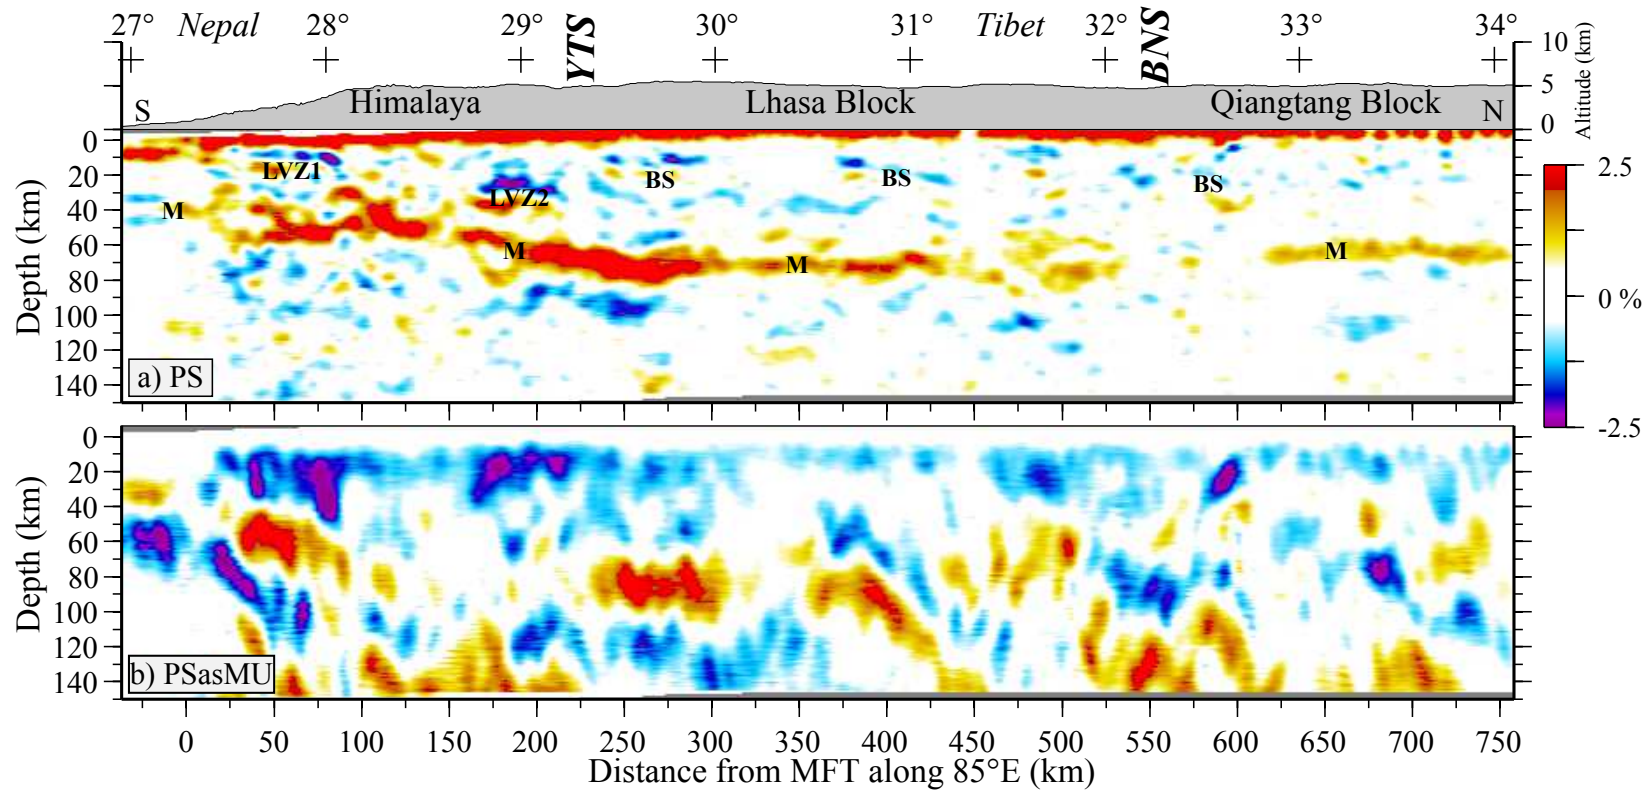 27° Nepal 28° 29° YTS 30° 31° Tibet 32° BNS 33° 34°
10
5
0
Altitude (km)
S Himalaya Lhasa Block Qiangtang Block N
0
20
40
60
80
100
120
140
Depth (km)
LVZ1 LVZ2 BS BS BS
M M M M
a) PS
2.5
0 %
-2.5
0
20
40
60
80
100
120
140
Depth (km)
b) PSasMU
0 50 100 150 200 250 300 350 400 450 500 550 600 650 700 750
Distance from MFT along 85°E (km)